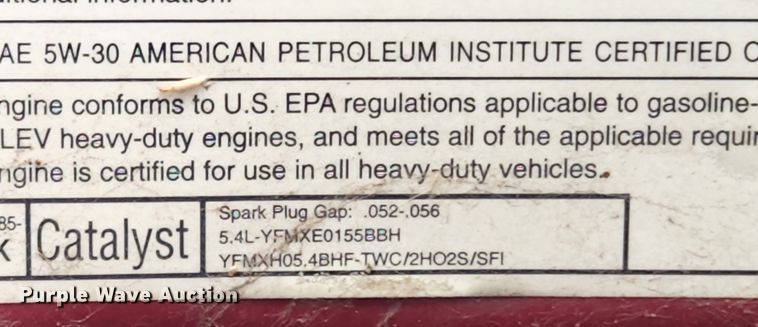 AE 5W-30 AMERICAN PETROLEUM INSTITUTE CERTIFIED
ngine conforms to U.S. EPA regulations applicable to gasoline-
LEV heavy-duty engines, and meets all of the applicable requir
ngine is certified for use in all heavy-duty vehicles.
85-
k
Catalyst
Spark Plug Gap: .052-.056
5.4L-YFMXE0155BBH
YFMXH05.4BHF-TWC/2HO2S/SFI
Purple Wave Auction